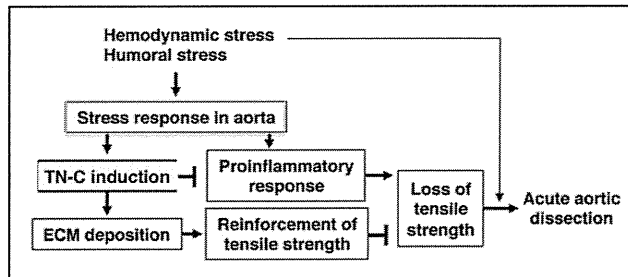 Hemodynamic stress
Humoral stress
Stress response in aorta
TN-C induction
Proinflammatory
response
ECM deposition
Reinforcement of
tensile strength
Loss of
tensile
strength
Acute aortic
dissection